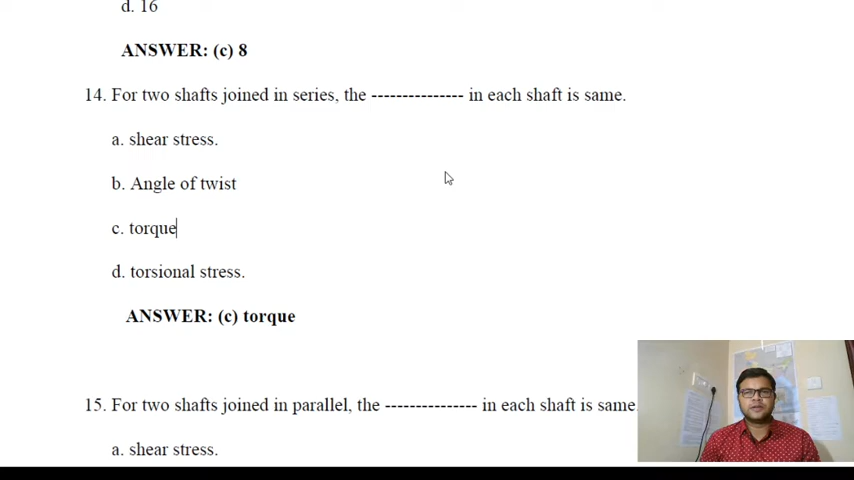 d. 16
ANSWER: (c) 8
14. For two shafts joined in series, the --------------- in each shaft is same.
a. shear stress.
b. Angle of twist
c. torque
d. torsional stress.
ANSWER: (c) torque
15. For two shafts joined in parallel, the --------------- in each shaft is same.
a. shear stress.